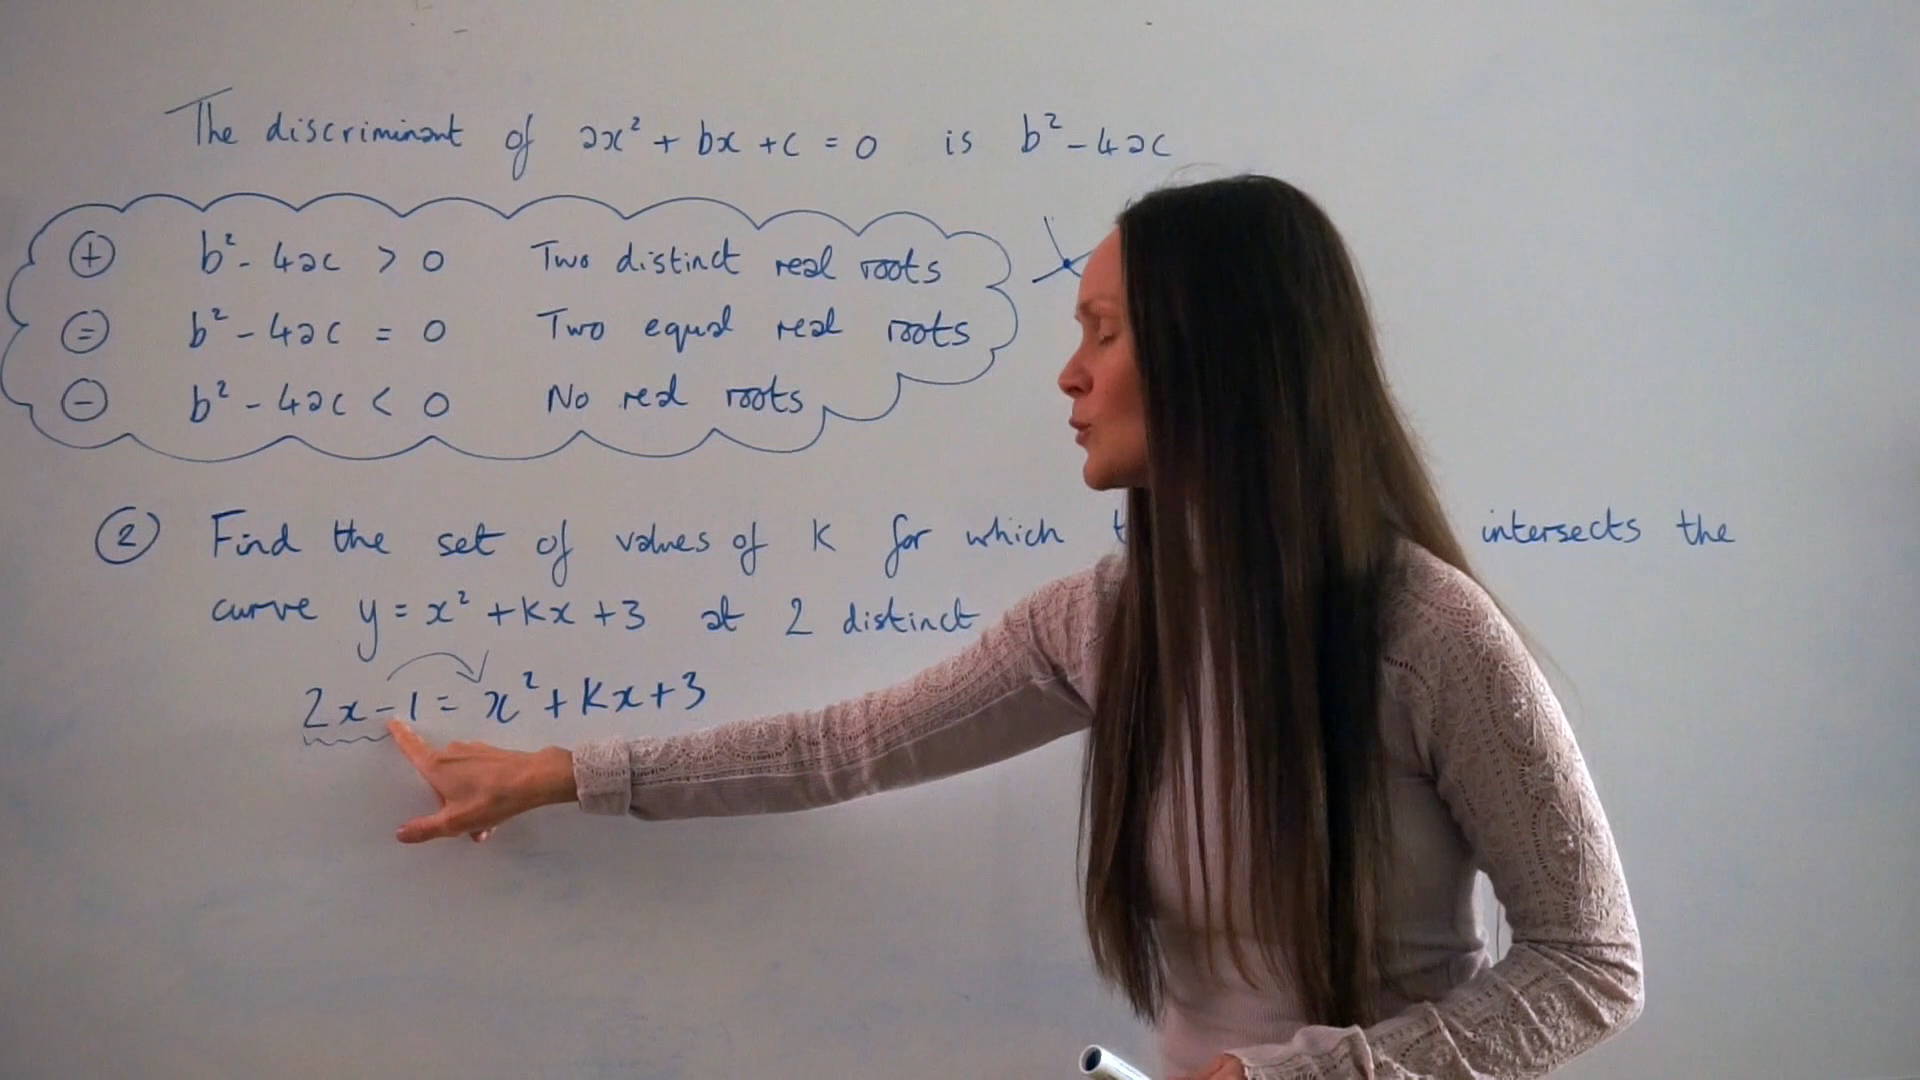 The discriminant of ax² + bx + c = 0 is b² - 4ac
+ b² - 4ac > 0 Two distinct real roots
= b² - 4ac = 0 Two equal real roots
- b² - 4ac < 0 No real roots
2 Find the set of values of K for which intersects the
curve y = x² + Kx + 3 at 2 distinct
2x - 1 = x² + Kx + 3